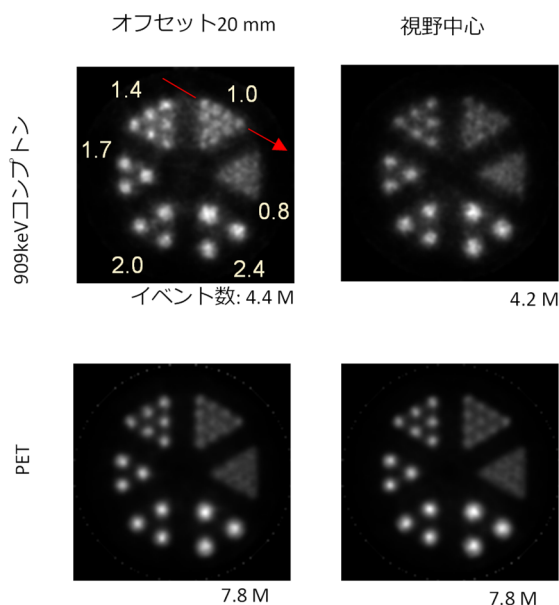 オフセット20 mm
視野中心
909keVコンプトン
1.4
1.0
1.7
0.8
2.0
2.4
イベント数: 4.4 M
4.2 M
PET
7.8 M
7.8 M